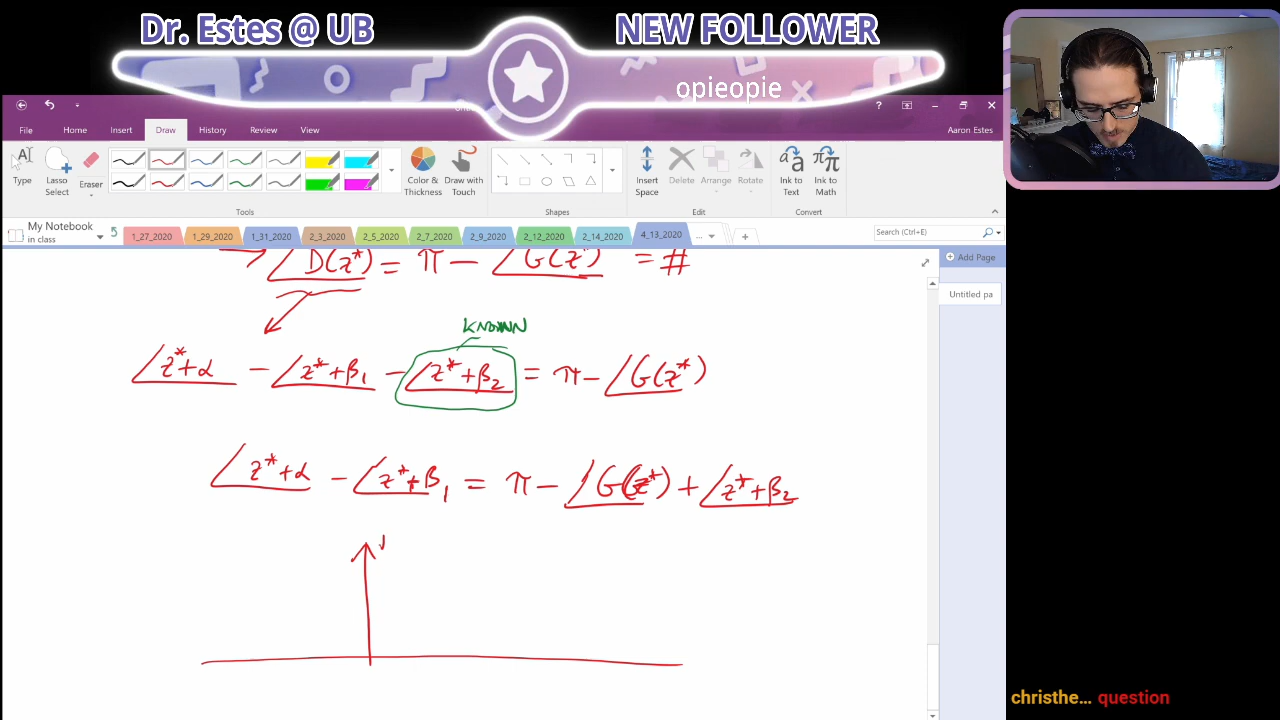 Dr. Estes @ UB
NEW FOLLOWER
opieopie
?
File Home Insert Draw History Review View
Aaron Estes
Type
Lasso Select
Eraser
Color & Thickness
Draw with Touch
Insert Space
Delete
Arrange
Rotate
Ink to Text
Ink to Math
Tools
Shapes
Edit
Convert
My Notebook
in class
1_27_2020 1_29_2020 1_31_2020 2_3_2020 2_5_2020 2_7_2020 2_9_2020 2_12_2020 2_14_2020 4_13_2020 ...
Search (Ctrl+E)
Add Page
Untitled pa
∠D(z*) = π − ∠G(z*) = #
KNOWN
∠z*+α − ∠z*+β₁ − ∠z*+β₂ = π − ∠G(z*)
∠z*+α − ∠z*+β₁ = π − ∠G(z*) + ∠z*+β₂
christhe... question